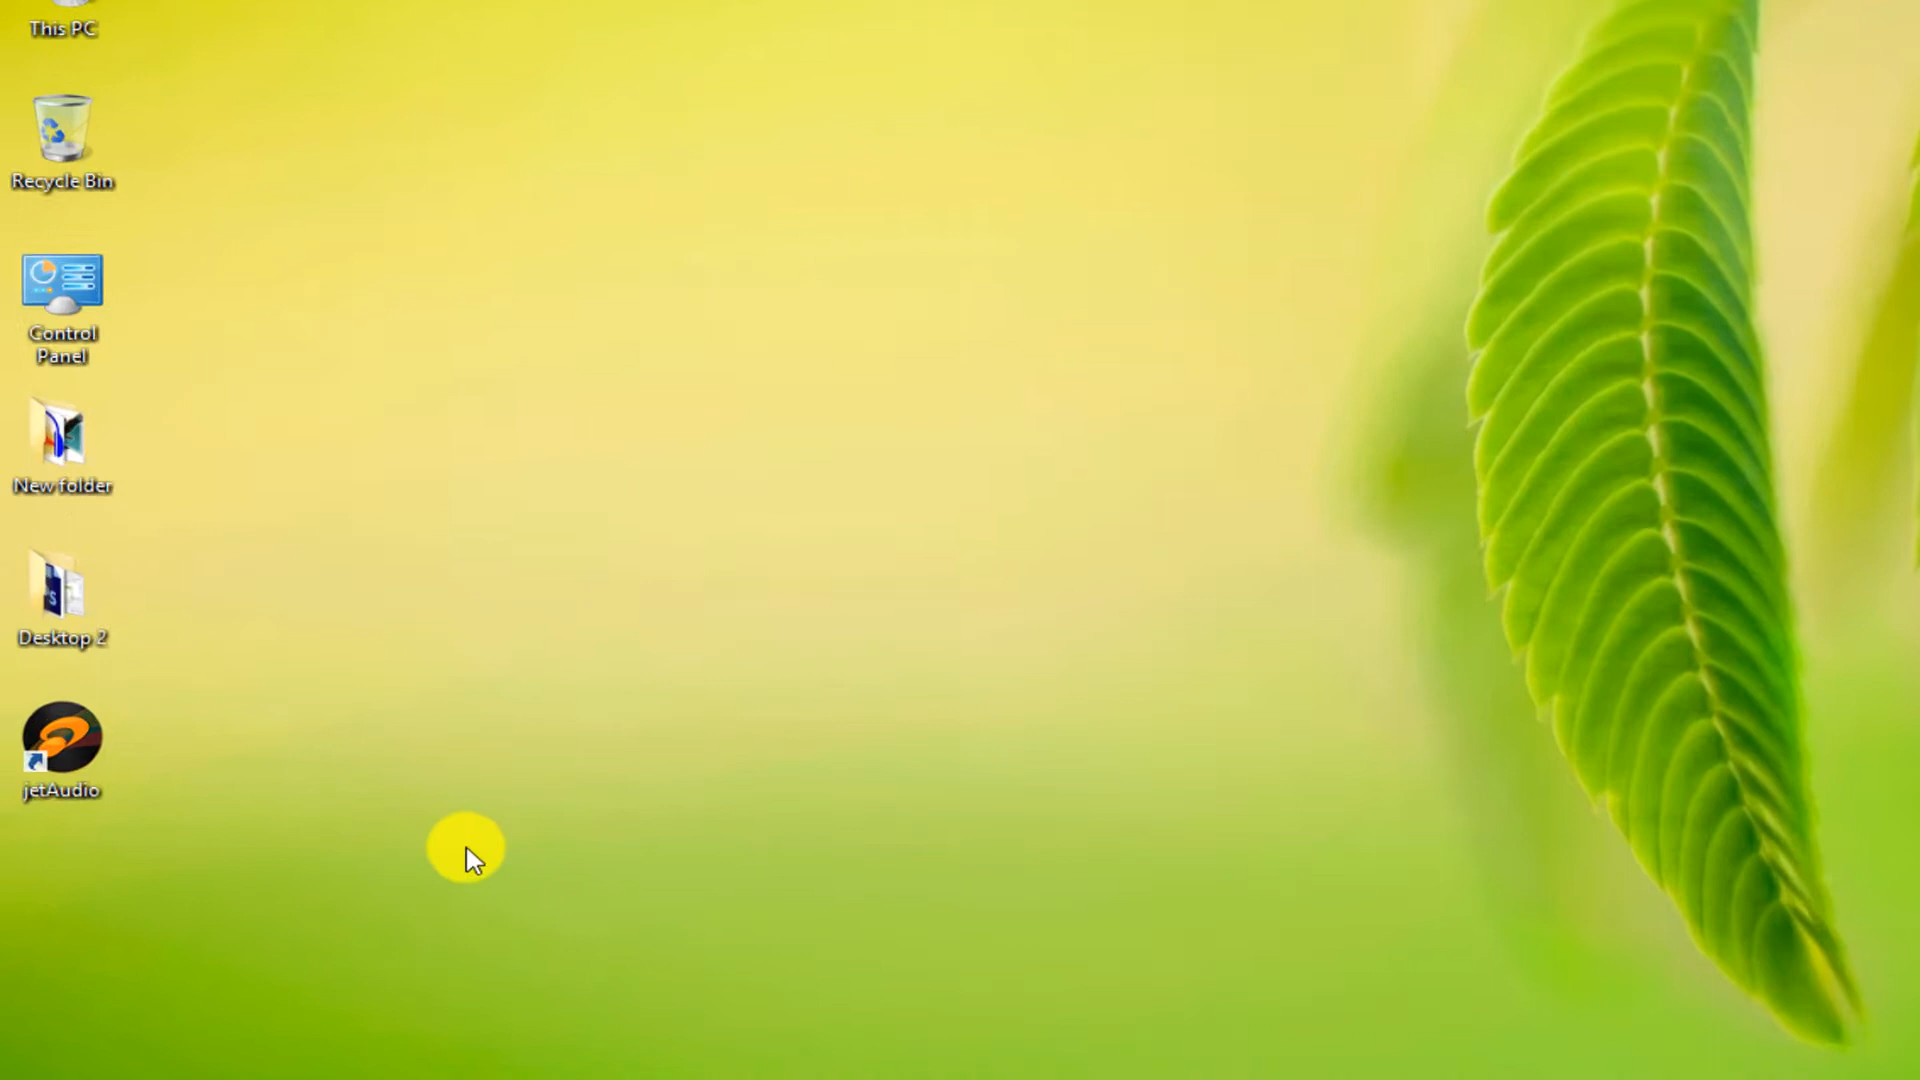 This PC
Recycle Bin
Control
Panel
New folder
Desktop 2
jetAudio